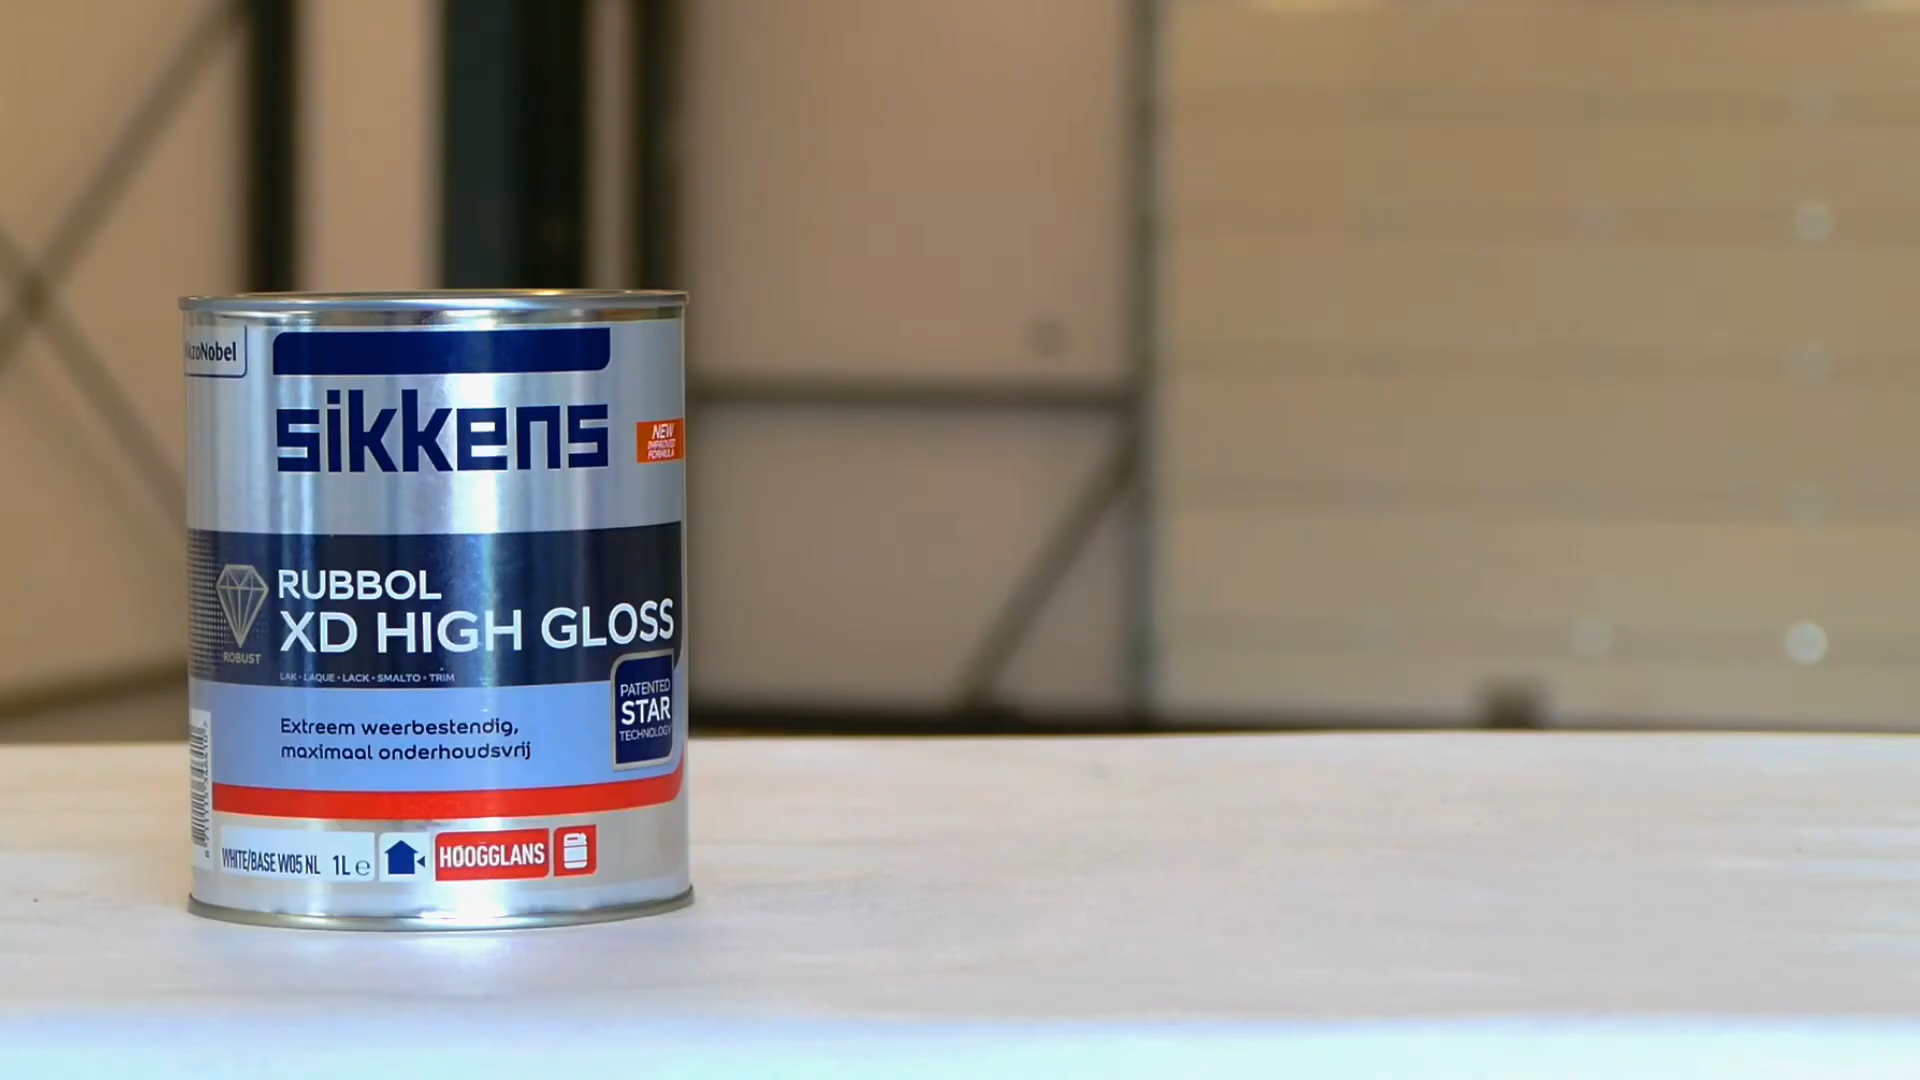 AkzoNobel
sikkens
NEW
IMPROVED
FORMULA
RUBBOL
XD HIGH GLOSS
ROBUST
LAK • LAQUE • LACK • SMALTO • TRIM
PATENTED
STAR
TECHNOLOGY
Extreem weerbestendig,
maximaal onderhoudsvrij
WHITE/BASE W05 NL 1L e
HOOGGLANS